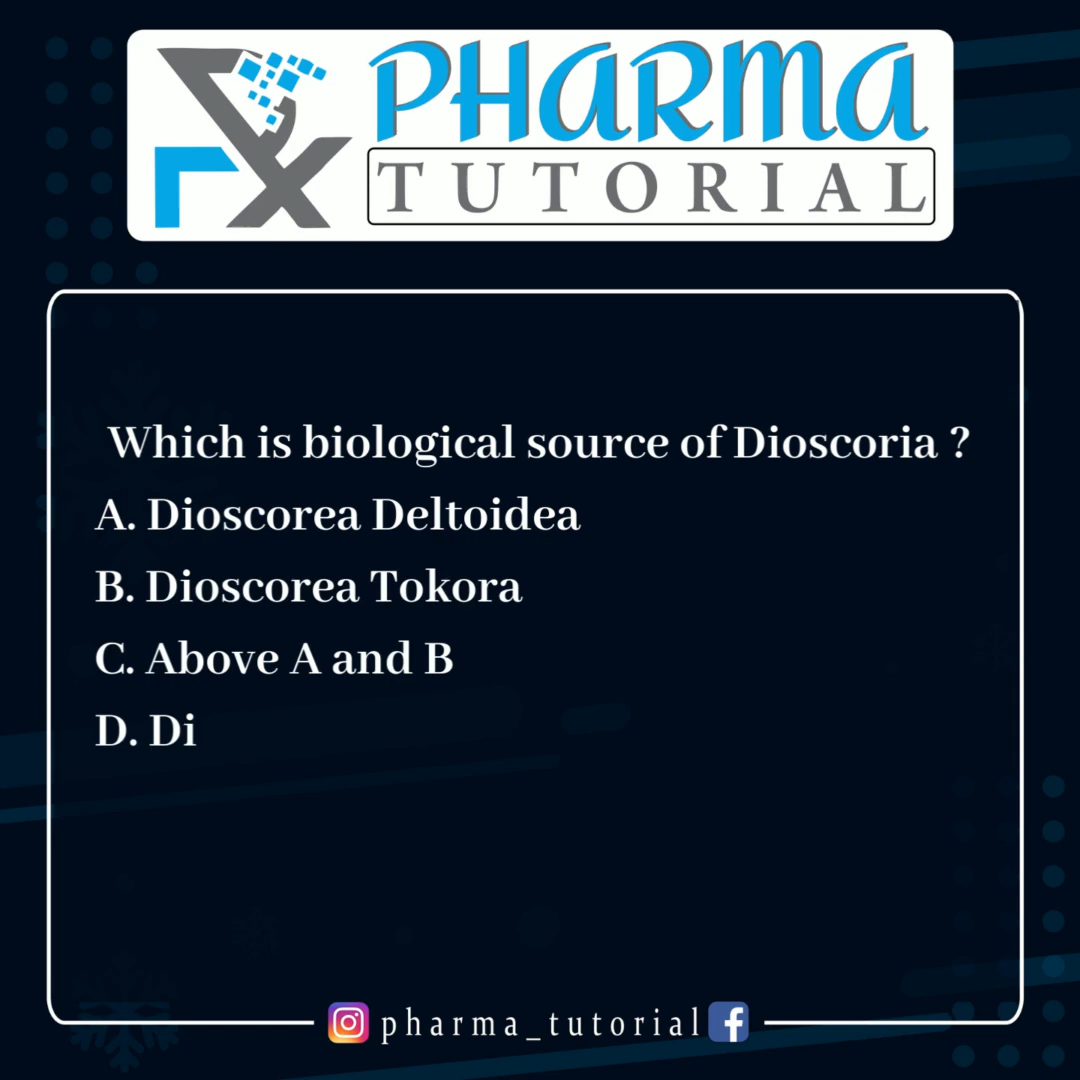 PHARMA
TUTORIAL
Which is biological source of Dioscoria ?
A. Dioscorea Deltoidea
B. Dioscorea Tokora
C. Above A and B
D. Di
pharma_tutorial